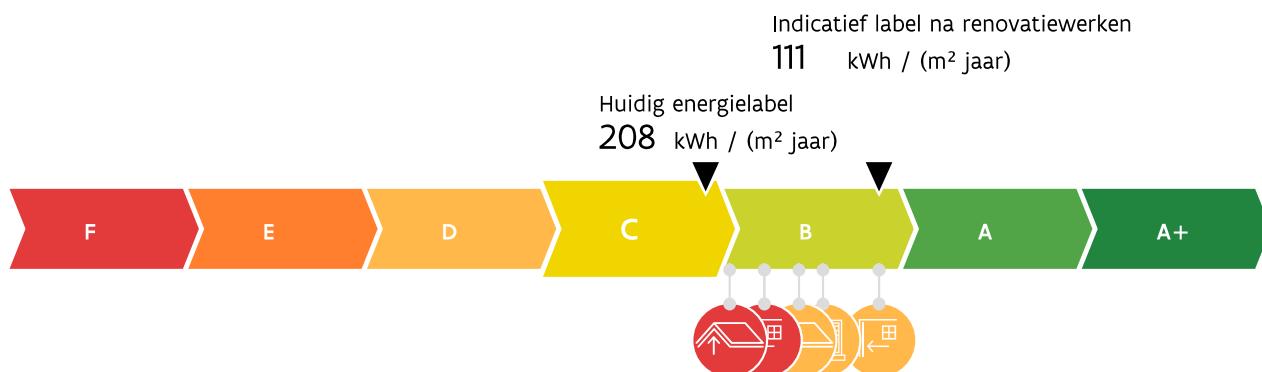 Indicatief label na renovatiewerken
111 kWh / (m² jaar)
Huidig energielabel
208 kWh / (m² jaar)
F E D C B A A+